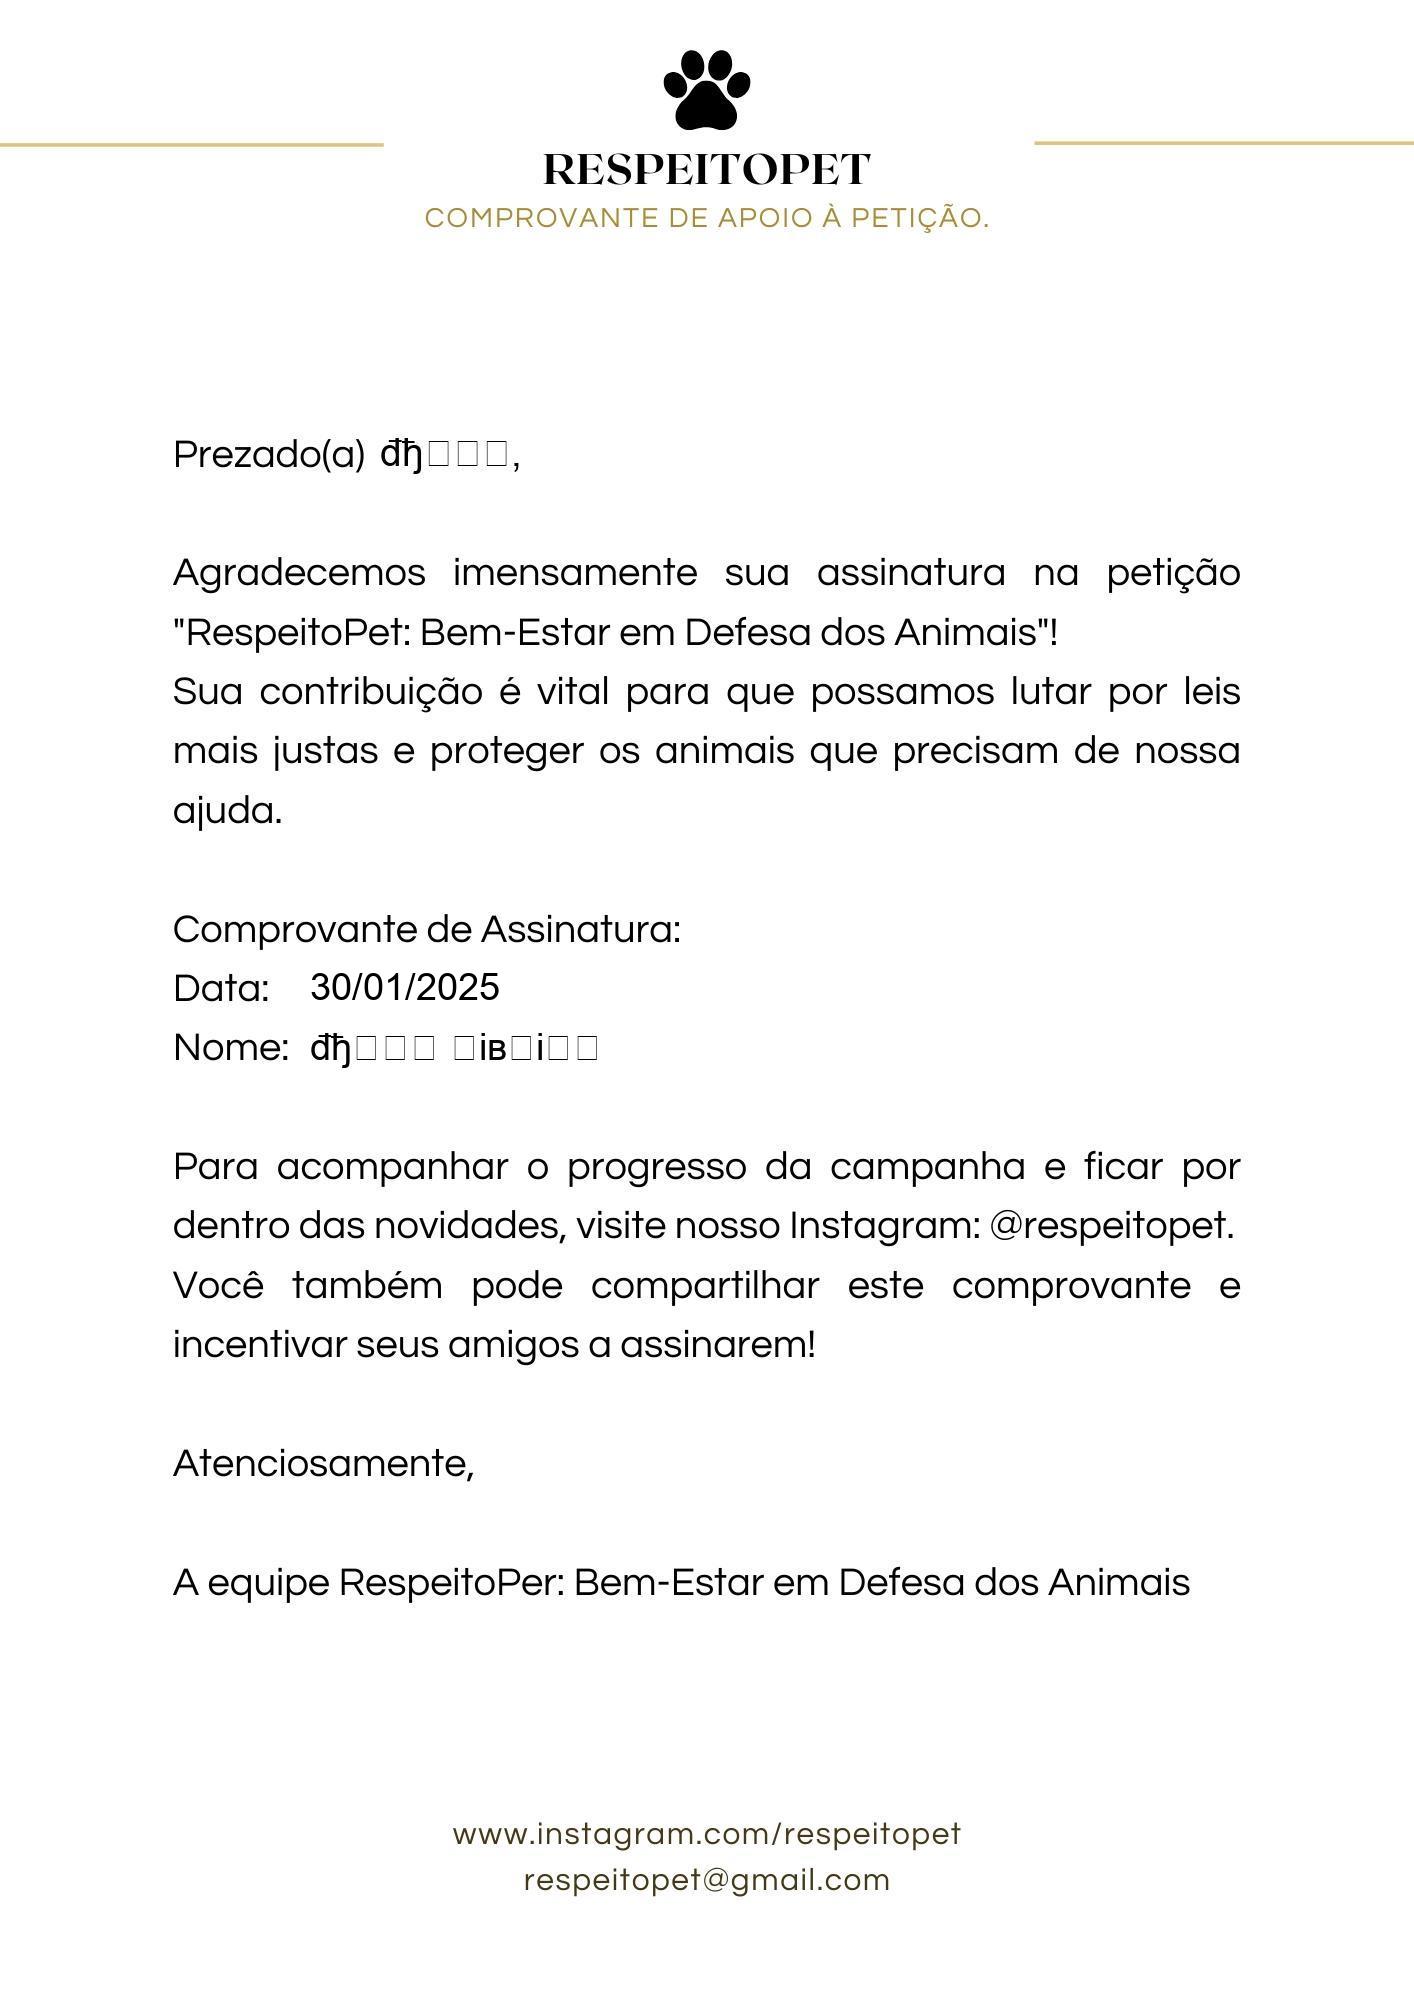 RESPEITOPET
COMPROVANTE DE APOIO À PETIÇÃO.
Prezado(a)
Agradecemos imensamente sua assinatura na petição
"RespeitoPet: Bem-Estar em Defesa dos Animais"!
Sua contribuição é vital para que possamos lutar por leis
mais justas e proteger os animais que precisam de nossa
ajuda.
Comprovante de Assinatura:
Data: 30/01/2025
Nome:
Para acompanhar o progresso da campanha e ficar por
dentro das novidades, visite nosso Instagram: @respeitopet.
Você também pode compartilhar este comprovante e
incentivar seus amigos a assinarem!
Atenciosamente,
A equipe RespeitoPer: Bem-Estar em Defesa dos Animais
www.instagram.com/respeitopet
respeitopet@gmail.com